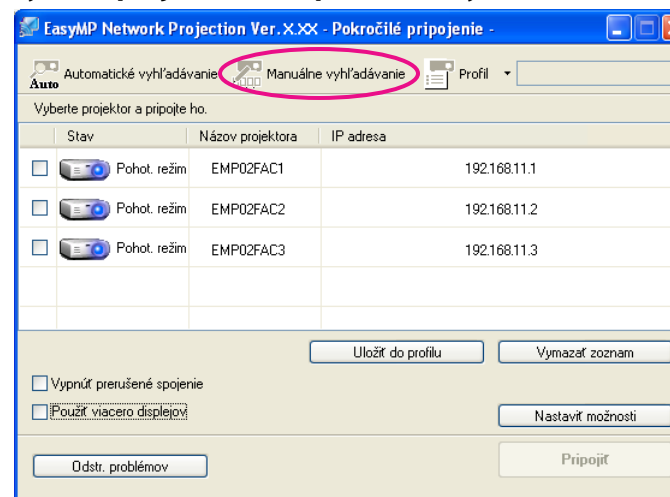 EasyMP Network Projection Ver.X.XX - Pokročilé pripojenie -
Auto Automatické vyhľadávanie Manuálne vyhľadávanie Profil
Vyberte projektor a pripojte ho.
Stav Názov projektora IP adresa
Pohot. režim EMP02FAC1 192.168.11.1
Pohot. režim EMP02FAC2 192.168.11.2
Pohot. režim EMP02FAC3 192.168.11.3
Uložiť do profilu Vymazať zoznam
Vypnúť prerušené spojenie
Použiť viacero displejov
Nastaviť možnosti
Odstr. problémov Pripojiť